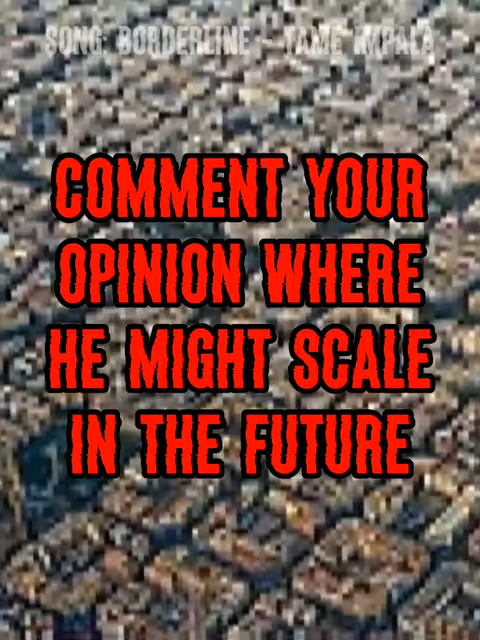 SONG: BORDERLINE - TAME IMPALA
COMMENT YOUR
OPINION WHERE
HE MIGHT SCALE
IN THE FUTURE